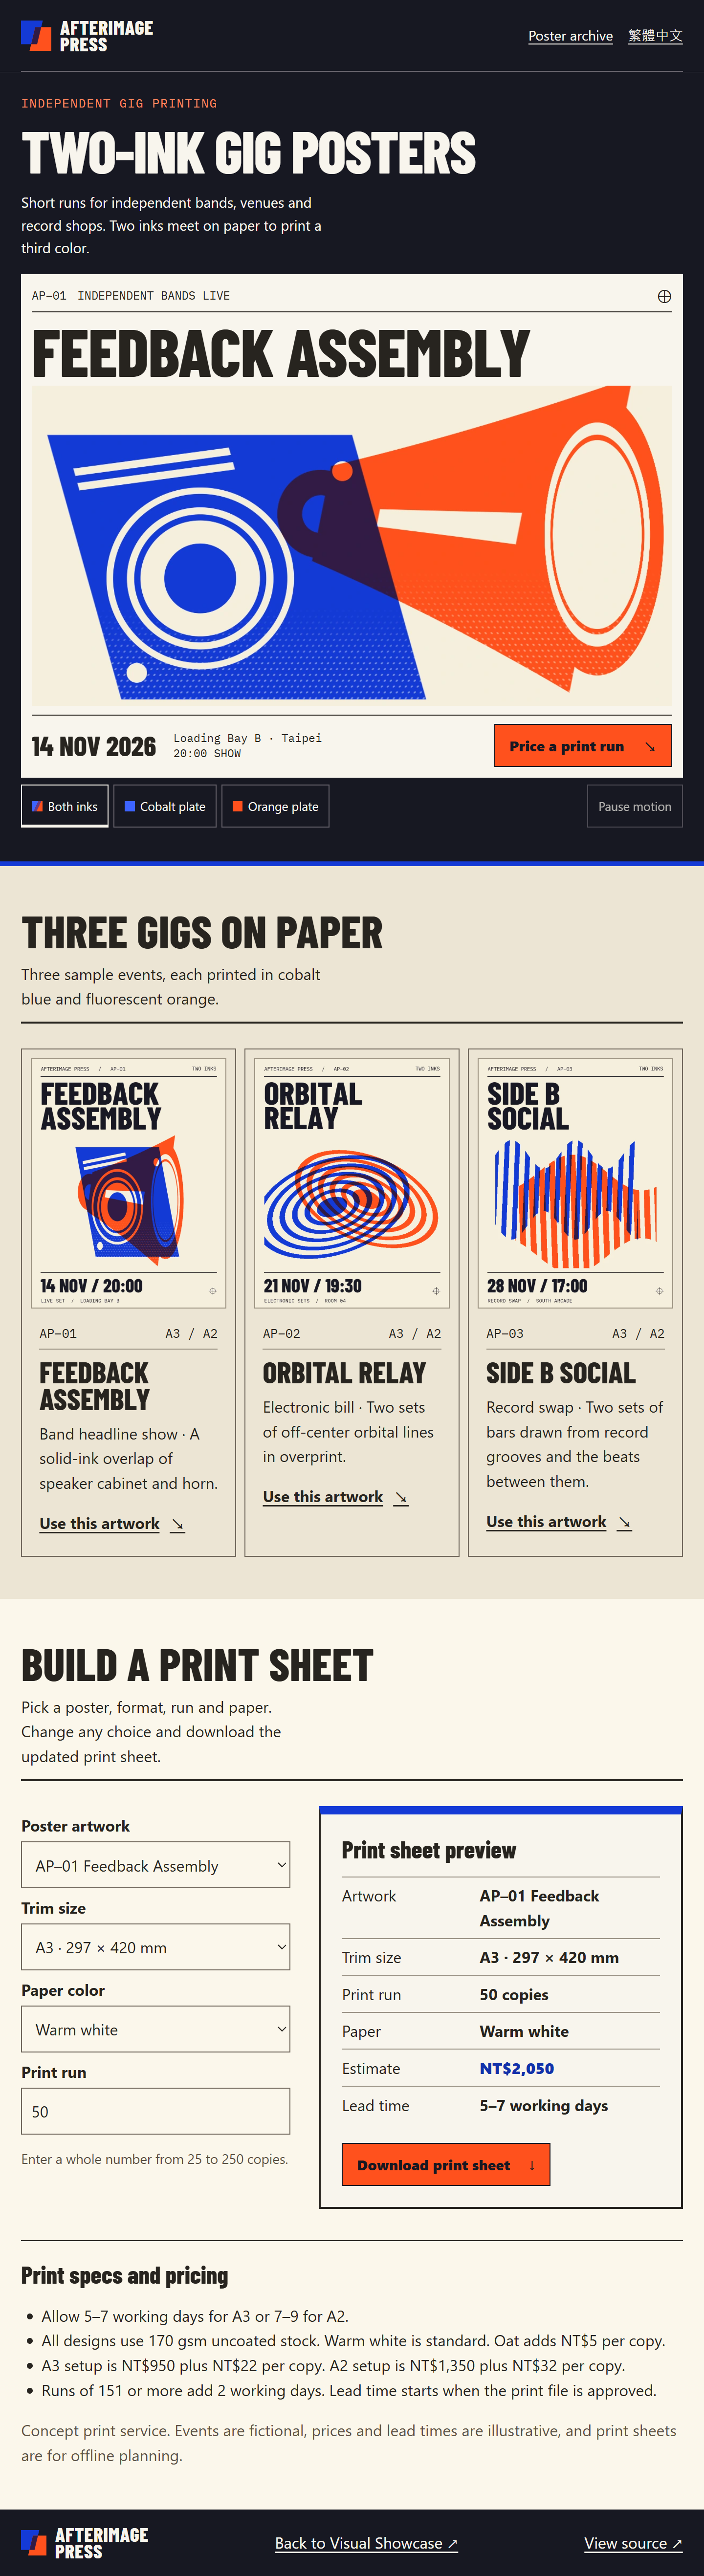 AFTERIMAGE
PRESS
Poster archive
繁體中文
INDEPENDENT GIG PRINTING
TWO-INK GIG POSTERS
Short runs for independent bands, venues and
record shops. Two inks meet on paper to print a
third color.
AP-01 INDEPENDENT BANDS LIVE
FEEDBACK ASSEMBLY
14 NOV 2026
Loading Bay B · Taipei
20:00 SHOW
Price a print run ↘
Both inks
Cobalt plate
Orange plate
Pause motion
THREE GIGS ON PAPER
Three sample events, each printed in cobalt
blue and fluorescent orange.
AFTERIMAGE PRESS / AP-01 TWO INKS
FEEDBACK
ASSEMBLY
14 NOV / 20:00
LIVE SET / LOADING BAY B
AP-01 A3 / A2
FEEDBACK
ASSEMBLY
Band headline show · A
solid-ink overlap of
speaker cabinet and horn.
Use this artwork ↘
AFTERIMAGE PRESS / AP-02 TWO INKS
ORBITAL
RELAY
21 NOV / 19:30
ELECTRONIC SETS / ROOM 04
AP-02 A3 / A2
ORBITAL RELAY
Electronic bill · Two sets
of off-center orbital lines
in overprint.
Use this artwork ↘
AFTERIMAGE PRESS / AP-03 TWO INKS
SIDE B
SOCIAL
28 NOV / 17:00
RECORD SWAP / SOUTH ARCADE
AP-03 A3 / A2
SIDE B SOCIAL
Record swap · Two sets of
bars drawn from record
grooves and the beats
between them.
Use this artwork ↘
BUILD A PRINT SHEET
Pick a poster, format, run and paper.
Change any choice and download the
updated print sheet.
Poster artwork
AP–01 Feedback Assembly
Trim size
A3 · 297 × 420 mm
Paper color
Warm white
Print run
50
Enter a whole number from 25 to 250 copies.
Print sheet preview
Artwork AP–01 Feedback
Assembly
Trim size A3 · 297 × 420 mm
Print run 50 copies
Paper Warm white
Estimate NT$2,050
Lead time 5–7 working days
Download print sheet ↓
Print specs and pricing
• Allow 5–7 working days for A3 or 7–9 for A2.
• All designs use 170 gsm uncoated stock. Warm white is standard. Oat adds NT$5 per copy.
• A3 setup is NT$950 plus NT$22 per copy. A2 setup is NT$1,350 plus NT$32 per copy.
• Runs of 151 or more add 2 working days. Lead time starts when the print file is approved.
Concept print service. Events are fictional, prices and lead times are illustrative, and print sheets
are for offline planning.
AFTERIMAGE
PRESS
Back to Visual Showcase ↗
View source ↗